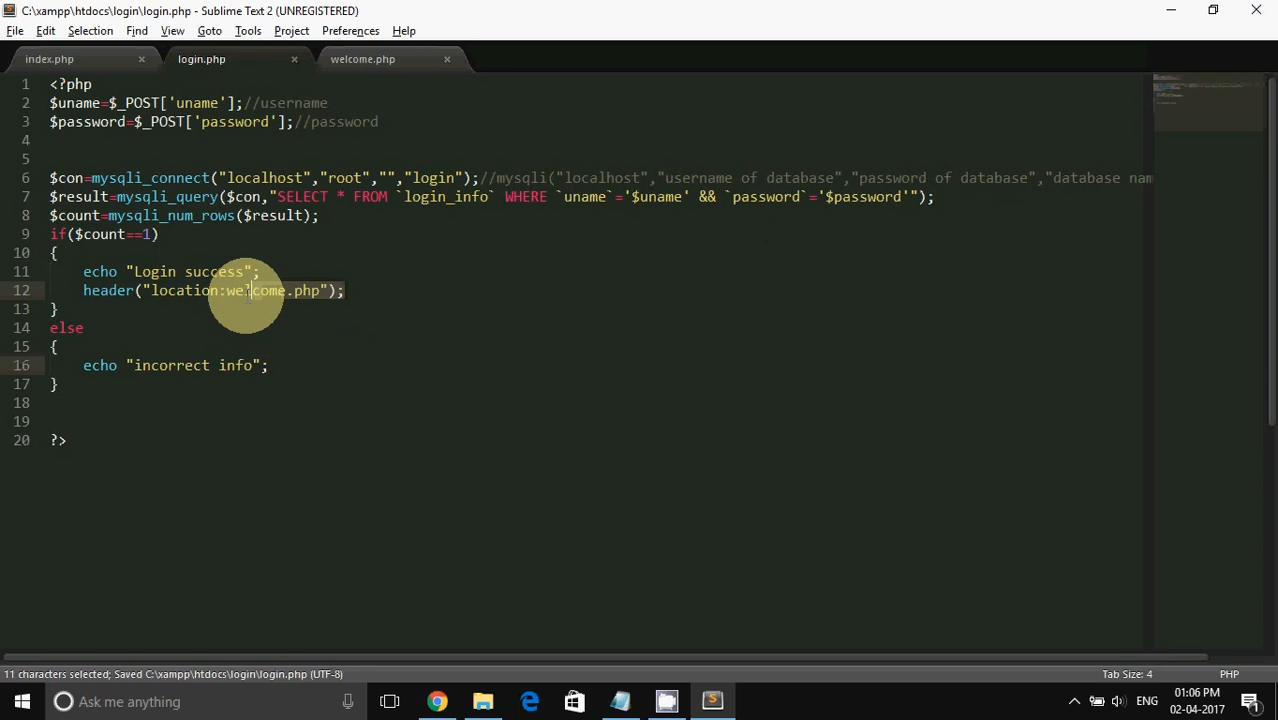 C:\xampp\htdocs\login\login.php - Sublime Text 2 (UNREGISTERED)
File Edit Selection Find View Goto Tools Project Preferences Help
index.php × login.php × welcome.php ×
1 <?php
2 $uname=$_POST['uname'];//username
3 $password=$_POST['password'];//password
4
5
6 $con=mysqli_connect("localhost","root","","login");//mysqli("localhost","username of database","password of database","database nam
7 $result=mysqli_query($con,"SELECT * FROM `login_info` WHERE `uname`='$uname' && `password`='$password'");
8 $count=mysqli_num_rows($result);
9 if($count==1)
10 {
11 echo "Login success";
12 header("location:welcome.php");
13 }
14 else
15 {
16 echo "incorrect info";
17 }
18
19
20 ?>
11 characters selected; Saved C:\xampp\htdocs\login\login.php (UTF-8) Tab Size: 4 PHP
Ask me anything ENG 01:06 PM
02-04-2017 1